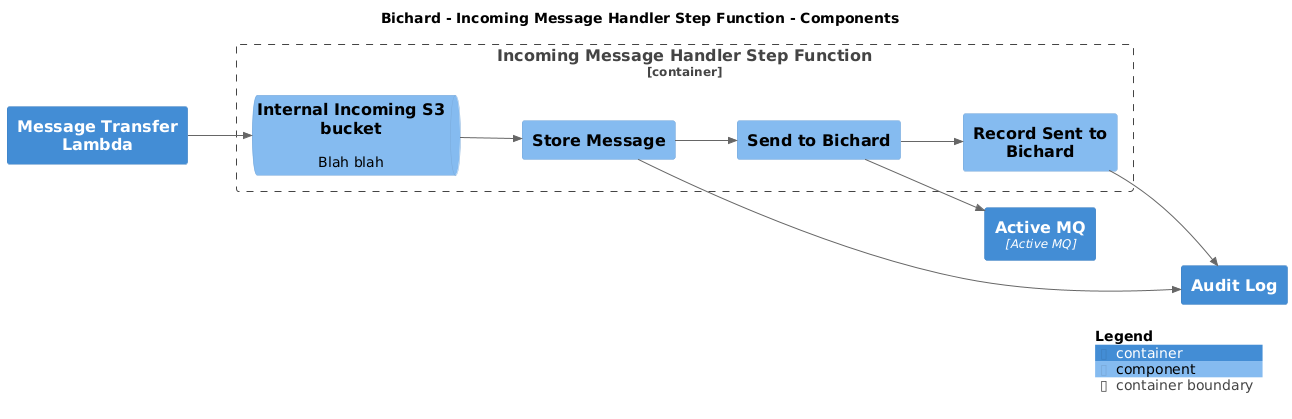 Bichard - Incoming Message Handler Step Function - Components
Incoming Message Handler Step Function
[container]
Message Transfer
Lambda
Internal Incoming S3
bucket
Blah blah
Store Message
Send to Bichard
Record Sent to
Bichard
Active MQ
[Active MQ]
Audit Log
Legend
container
component
container boundary